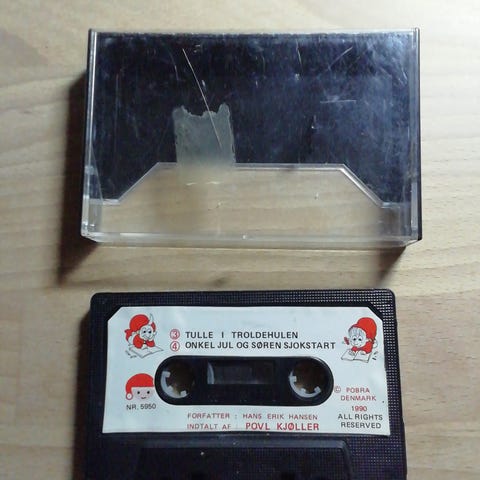 ③ TULLE I TROLDEHULEN
④ ONKEL JUL OG SØREN SJOKSTART
NR. 5950
FORFATTER : HANS ERIK HANSEN
INDTALT AF : POVL KJØLLER
© POBRA
DENMARK
1990
ALL RIGHTS
RESERVED